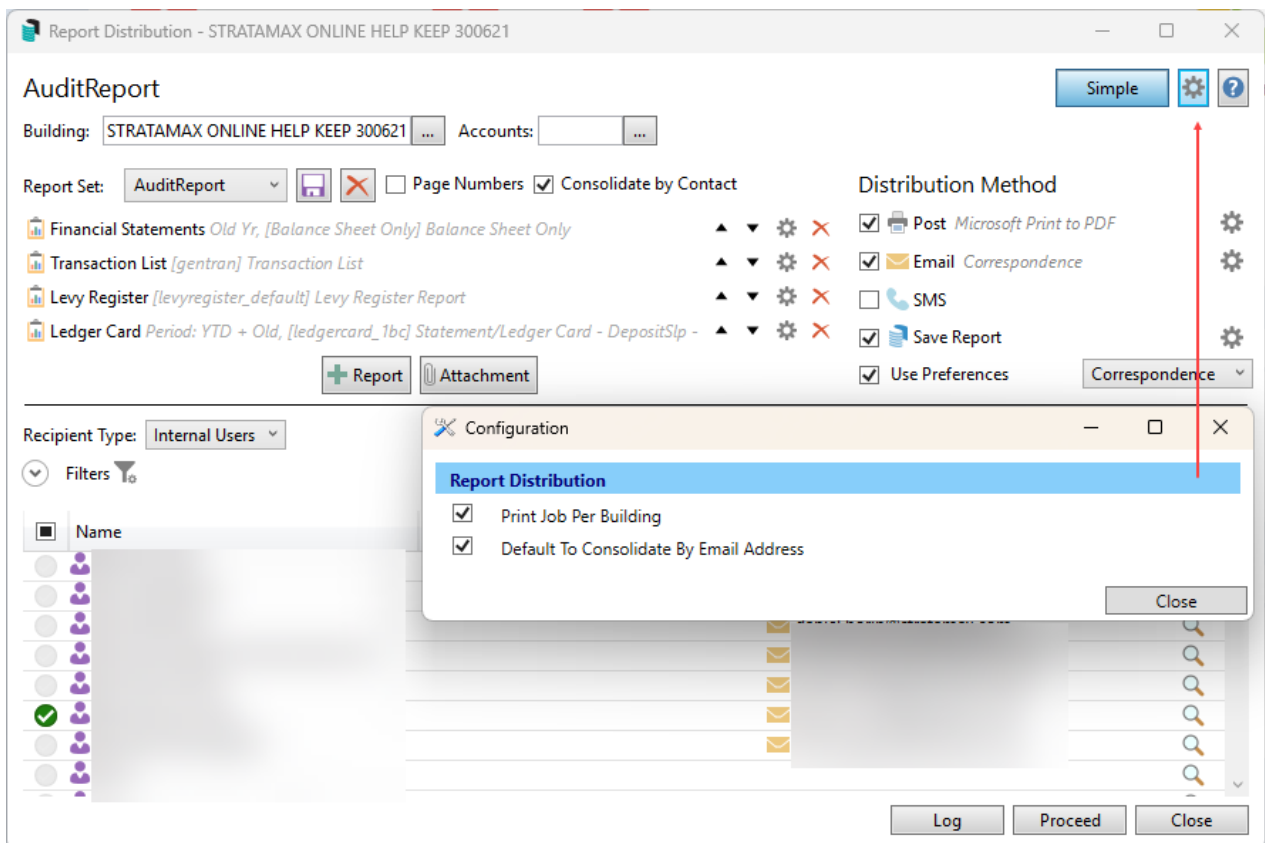 Report Distribution - STRATAMAX ONLINE HELP KEEP 300621
AuditReport
Simple
Building: STRATAMAX ONLINE HELP KEEP 300621 ... Accounts: ...
Report Set: AuditReport Page Numbers Consolidate by Contact
Distribution Method
Financial Statements Old Yr, [Balance Sheet Only] Balance Sheet Only
Post Microsoft Print to PDF
Transaction List [gentran] Transaction List
Email Correspondence
Levy Register [levyregister_default] Levy Register Report
SMS
Ledger Card Period: YTD + Old, [ledgercard_1bc] Statement/Ledger Card - DepositSlp -
Save Report
Report Attachment
Use Preferences Correspondence
Recipient Type: Internal Users
Configuration
Filters
Report Distribution
Print Job Per Building
Name
Default To Consolidate By Email Address
Close
Log Proceed Close